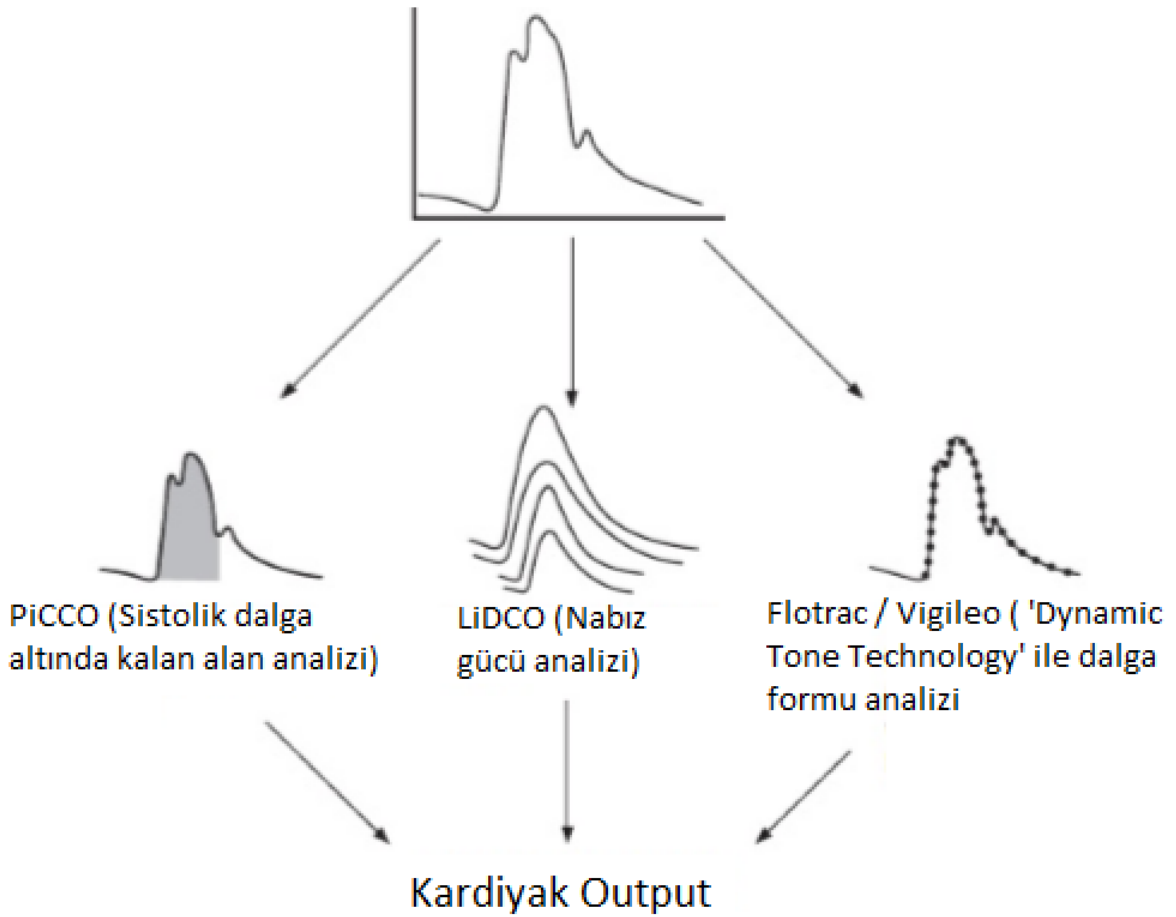 PiCCO (Sistolik dalga
altında kalan alan analizi)
LiDCO (Nabız
gücü analizi)
Flotrac / Vigileo ( 'Dynamic
Tone Technology' ile dalga
formu analizi
Kardiyak Output